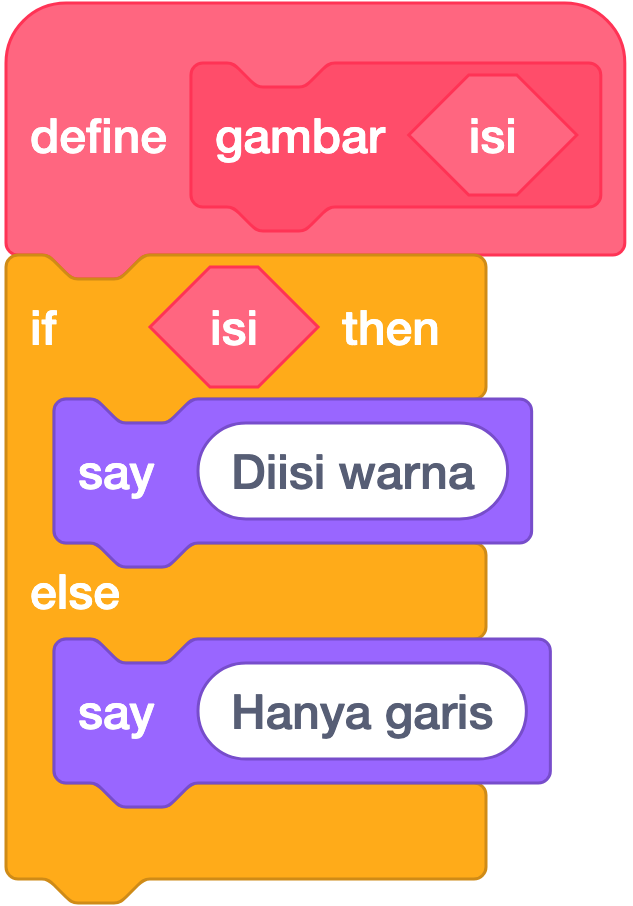 define gambar isi
if isi then
say Diisi warna
else
say Hanya garis